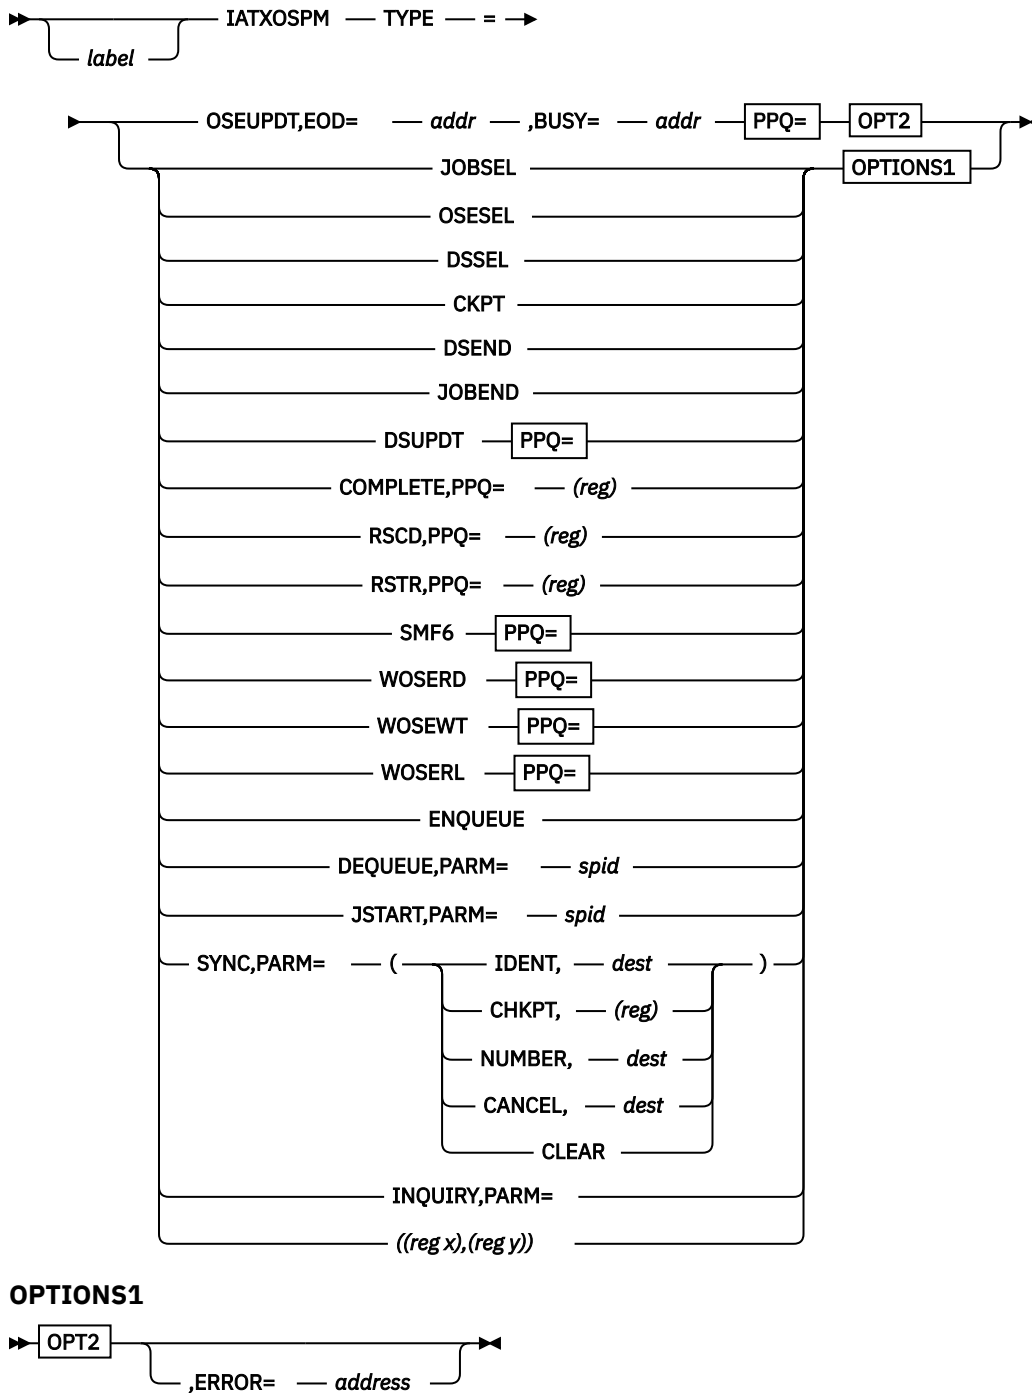 IATXOSPM TYPE =
label
OSEUPDT,EOD= addr ,BUSY= addr PPQ= OPT2
JOBSEL OPTIONS1
OSESEL
DSSEL
CKPT
DSEND
JOBEND
DSUPDT PPQ=
COMPLETE,PPQ= (reg)
RSCD,PPQ= (reg)
RSTR,PPQ= (reg)
SMF6 PPQ=
WOSERD PPQ=
WOSEWT PPQ=
WOSERL PPQ=
ENQUEUE
DEQUEUE,PARM= spid
JSTART,PARM= spid
SYNC,PARM= ( IDENT, dest )
CHKPT, (reg)
NUMBER, dest
CANCEL, dest
CLEAR
INQUIRY,PARM=
((reg x),(reg y))
OPTIONS1
OPT2
,ERROR= address